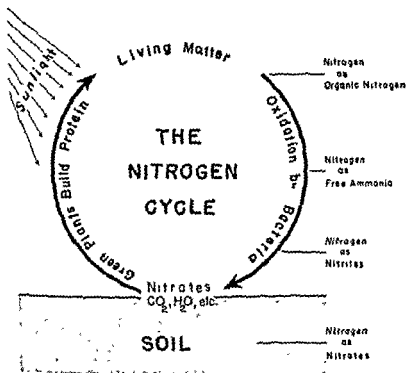 Living Matter
Sunlight
Nitrogen
as
Organic Nitrogen
Green Plants Build Protein
THE
NITROGEN
CYCLE
Oxidation by Bacteria
Nitrogen
as
Free Ammonia
Nitrogen
as
Nitrites
Nitrates
CO2, H2O, etc.
SOIL
Nitrogen
as
Nitrates